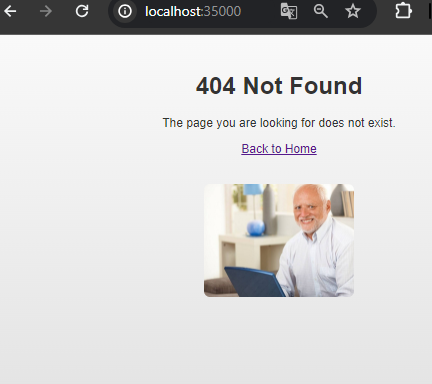 localhost:35000
404 Not Found
The page you are looking for does not exist.
Back to Home